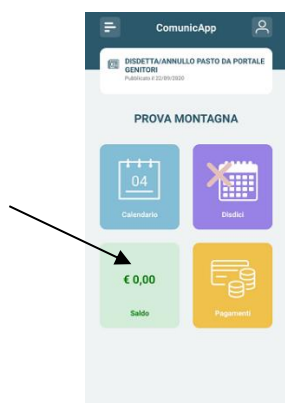 ComunicApp
DISDETTA/ANNULLO PASTO DA PORTALE
GENITORI
Pubblicato il 22/09/2020
PROVA MONTAGNA
04
Calendario
Disdici
€ 0,00
Saldo
Pagamenti